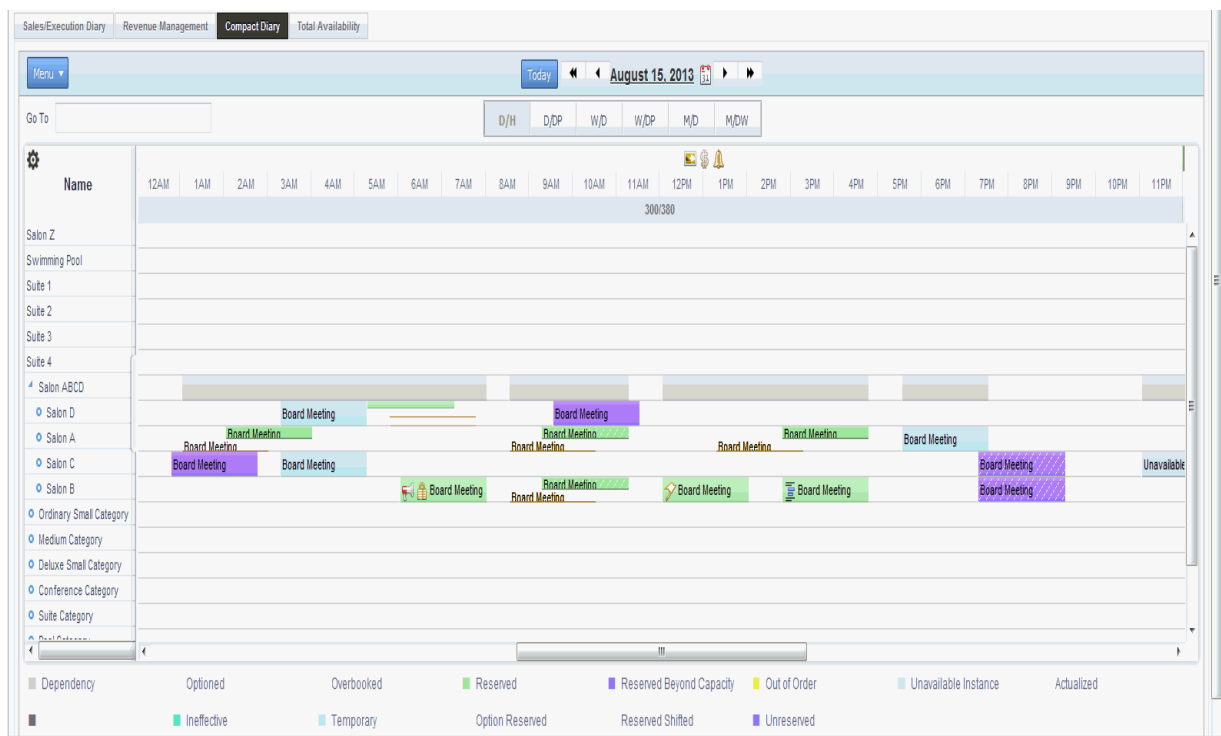 Sales/Execution Diary Revenue Management Compact Diary Total Availability
Menu Today August 15, 2013 31
Go To D/H D/DP W/D W/DP M/D M/DW
Name 12AM 1AM 2AM 3AM 4AM 5AM 6AM 7AM 8AM 9AM 10AM 11AM 12PM 1PM 2PM 3PM 4PM 5PM 6PM 7PM 8PM 9PM 10PM 11PM
300/380
Salon Z
Swimming Pool
Suite 1
Suite 2
Suite 3
Suite 4
Salon ABCD
Salon D Board Meeting Board Meeting
Salon A Board Meeting Board Meeting Board Meeting Board Meeting Board Meeting Board Meeting Board Meeting
Salon C Board Meeting Board Meeting Board Meeting Unavailable
Salon B Board Meeting Board Meeting Board Meeting Board Meeting Board Meeting Board Meeting
Ordinary Small Category
Medium Category
Deluxe Small Category
Conference Category
Suite Category
Dependency Optioned Overbooked Reserved Reserved Beyond Capacity Out of Order Unavailable Instance Actualized
Ineffective Temporary Option Reserved Reserved Shifted Unreserved